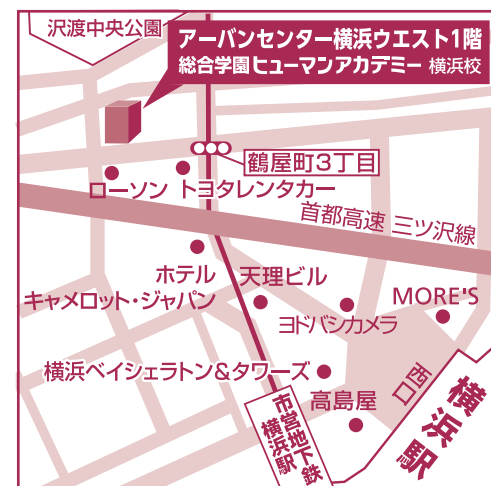 沢渡中央公園
アーバンセンター横浜ウエスト1階
総合学園ヒューマンアカデミー 横浜校
鶴屋町3丁目
ローソン
トヨタレンタカー
首都高速 三ツ沢線
ホテル
キャメロット・ジャパン
天理ビル
ヨドバシカメラ
MORE'S
横浜ベイシェラトン&タワーズ
高島屋
西口
横浜駅
市営地下鉄
横浜駅